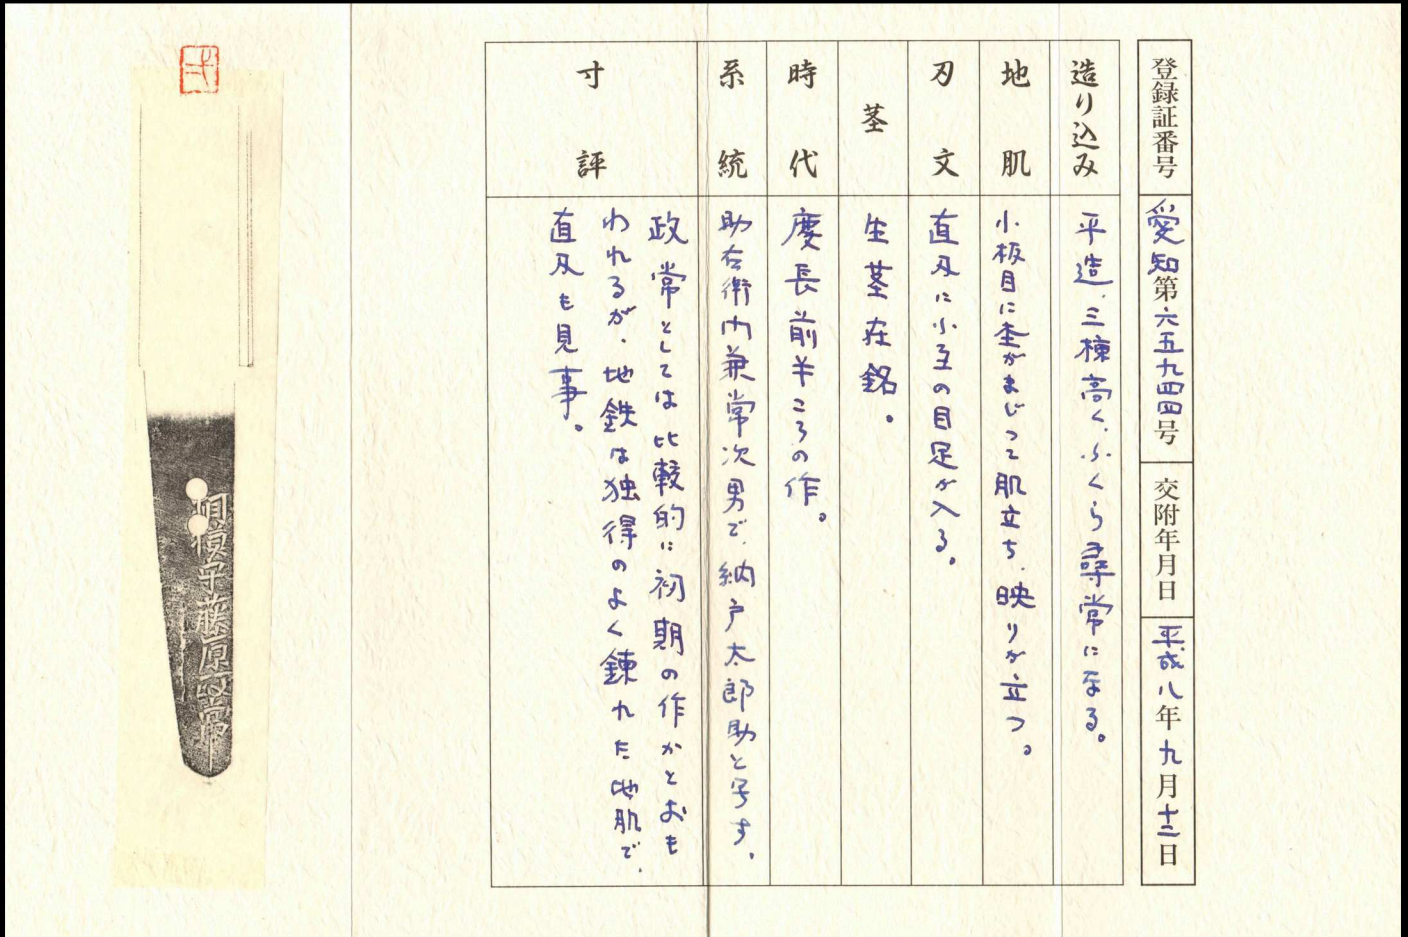 登録証番号
愛知第六五九四四号
交附年月日
平成八年九月十二日
造り込み
平造、三棟高く、ふくら尋常になる。
地肌
小板目に杢がまじって肌立ち、映りが立つ。
刃文
直刃に小互の目足が入る。
茎
生茎在銘。
時代
慶長前半ころの作。
系統
助右衛門兼常次男で、納戸太郎助と号す。
寸評
政常としては比較的に初期の作かとおも
われるが、地鉄は独得のよく錬れた地肌で、
直刃も見事。
相模守藤原政常